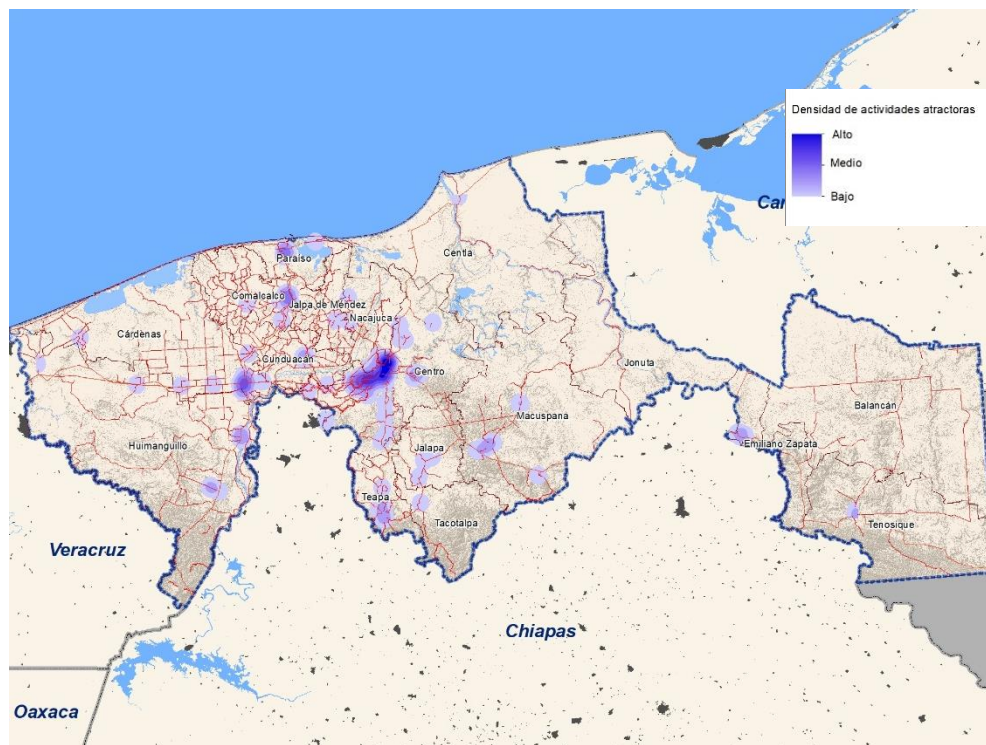 Densidad de actividades atractoras
Alto
Medio
Bajo
Paraíso
Centla
Comalcalco
Jalpa de Méndez
Nacajuca
Cárdenas
Cunduacán
Centro
Jonuta
Balancán
Macuspana
Huimanguillo
Jalapa
Emiliano Zapata
Teapa
Tacotalpa
Tenosique
Veracruz
Chiapas
Oaxaca